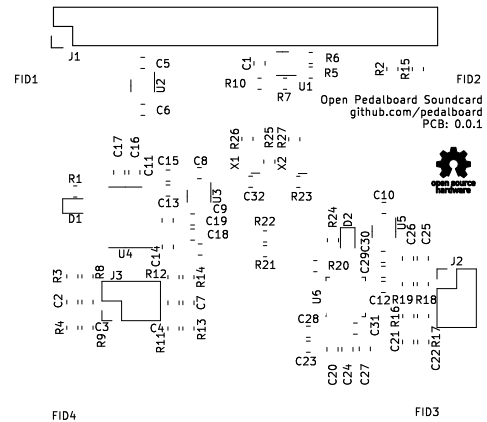 J1
C5
C1
R6
R5
R2
R15
FID1
U2
R10
R7
U1
FID2
C6
Open Pedalboard Soundcard
github.com/pedalboard
PCB: 0.0.1
R26
R25
R27
C17
C16
C11
C15
C8
X1
X2
open source
hardware
R1
C13
U3
C32
R23
C10
D1
C9
C19
C18
R22
R24
D2
C30
U5
C26
C25
U4
C14
R21
R20
C29
J2
R3
R8
J3
R12
R14
U6
C12
R19
R18
C2
C7
R4
C3
R9
C4
R11
R13
C28
C31
R16
R17
C23
C20
C24
C27
C21
C22
FID4
FID3